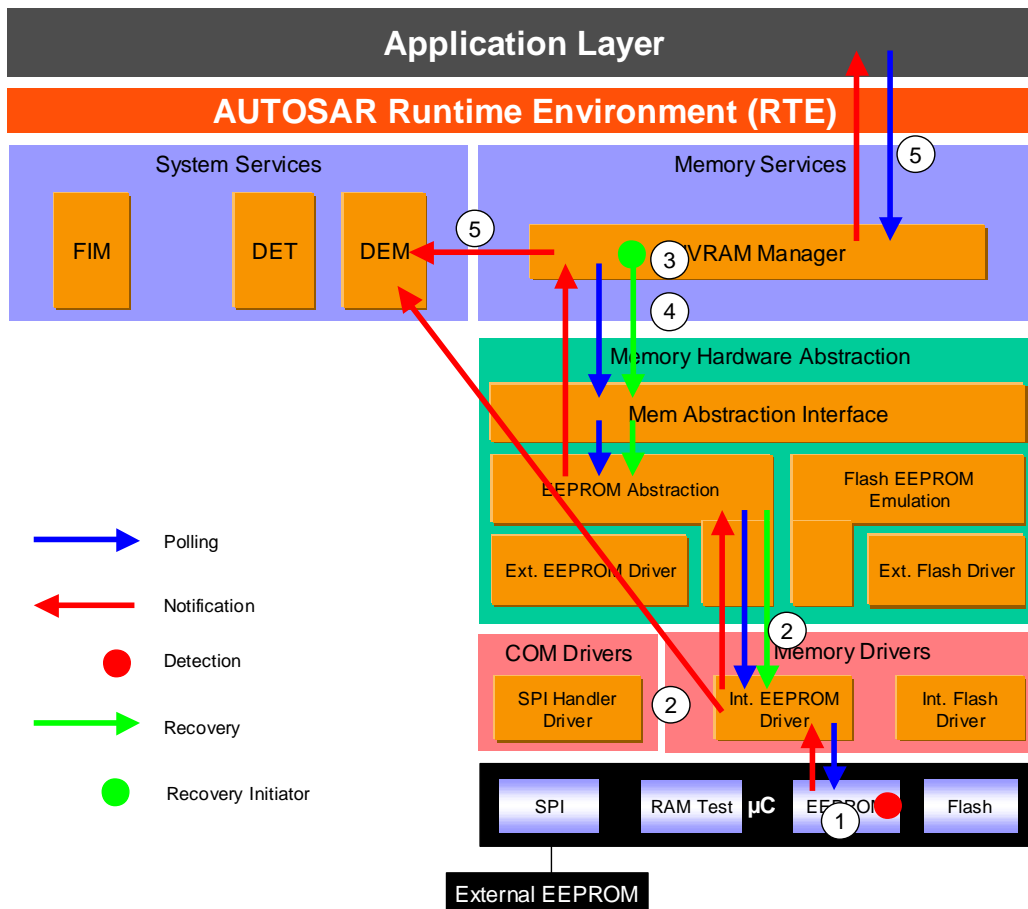 Application Layer
AUTOSAR Runtime Environment (RTE)
System Services
Memory Services
5
FIM
DET
DEM
5
3
VRAM Manager
4
Memory Hardware Abstraction
Mem Abstraction Interface
EEPROM Abstraction
Flash EEPROM
Emulation
Ext. EEPROM Driver
Ext. Flash Driver
Polling
Notification
Detection
Recovery
Recovery Initiator
2
COM Drivers
Memory Drivers
SPI Handler
Driver
2
Int. EEPROM
Driver
Int. Flash
Driver
SPI
RAM Test
µC
EEPROM
1
Flash
External EEPROM